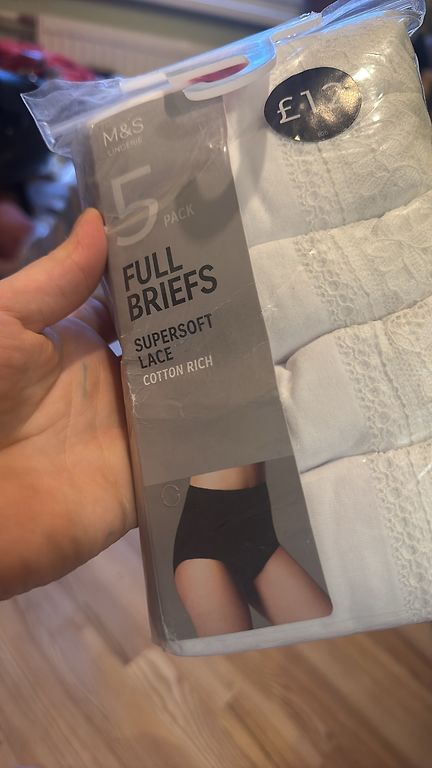 M&S
LINGERIE
5
PACK
FULL
BRIEFS
SUPERSOFT
LACE
COTTON RICH